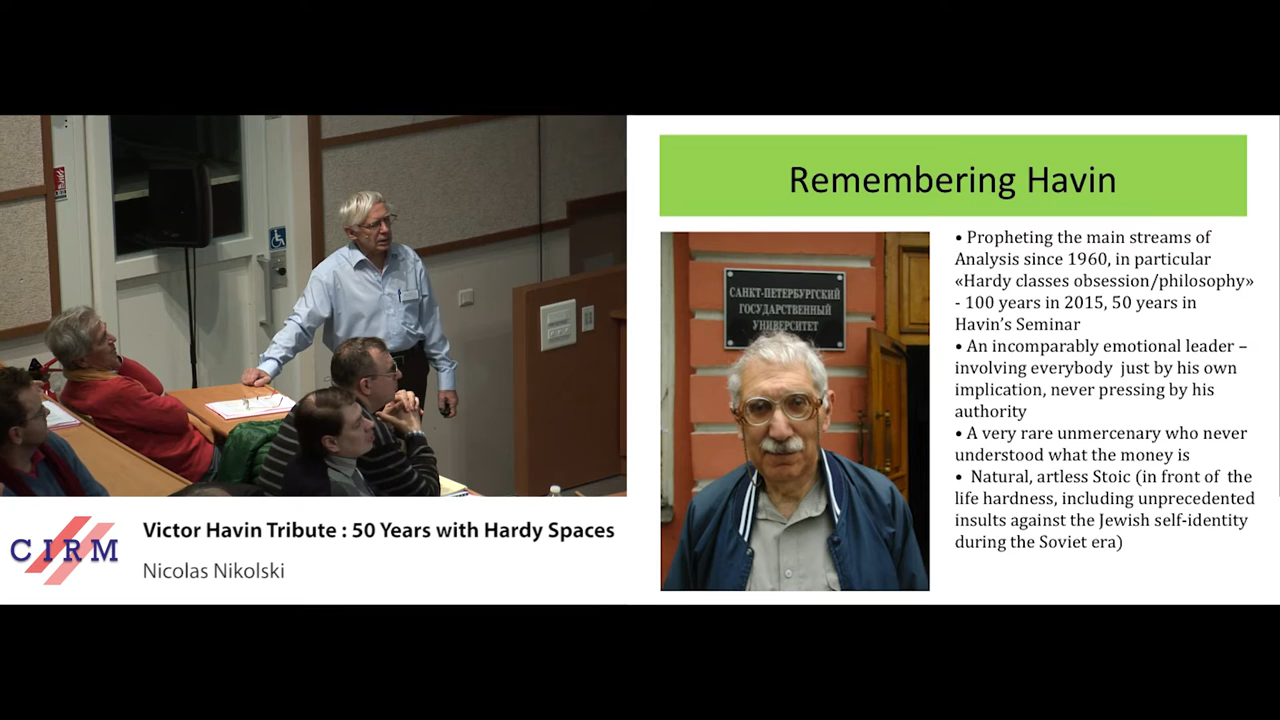 Remembering Havin
САНКТ-ПЕТЕРБУРГСКИЙ
ГОСУДАРСТВЕННЫЙ
УНИВЕРСИТЕТ
• Propheting the main streams of
Analysis since 1960, in particular
«Hardy classes obsession/philosophy»
- 100 years in 2015, 50 years in
Havin's Seminar
• An incomparably emotional leader –
involving everybody just by his own
implication, never pressing by his
authority
• A very rare unmercenary who never
understood what the money is
• Natural, artless Stoic (in front of the
life hardness, including unprecedented
insults against the Jewish self-identity
during the Soviet era)
CIRM
Victor Havin Tribute : 50 Years with Hardy Spaces
Nicolas Nikolski